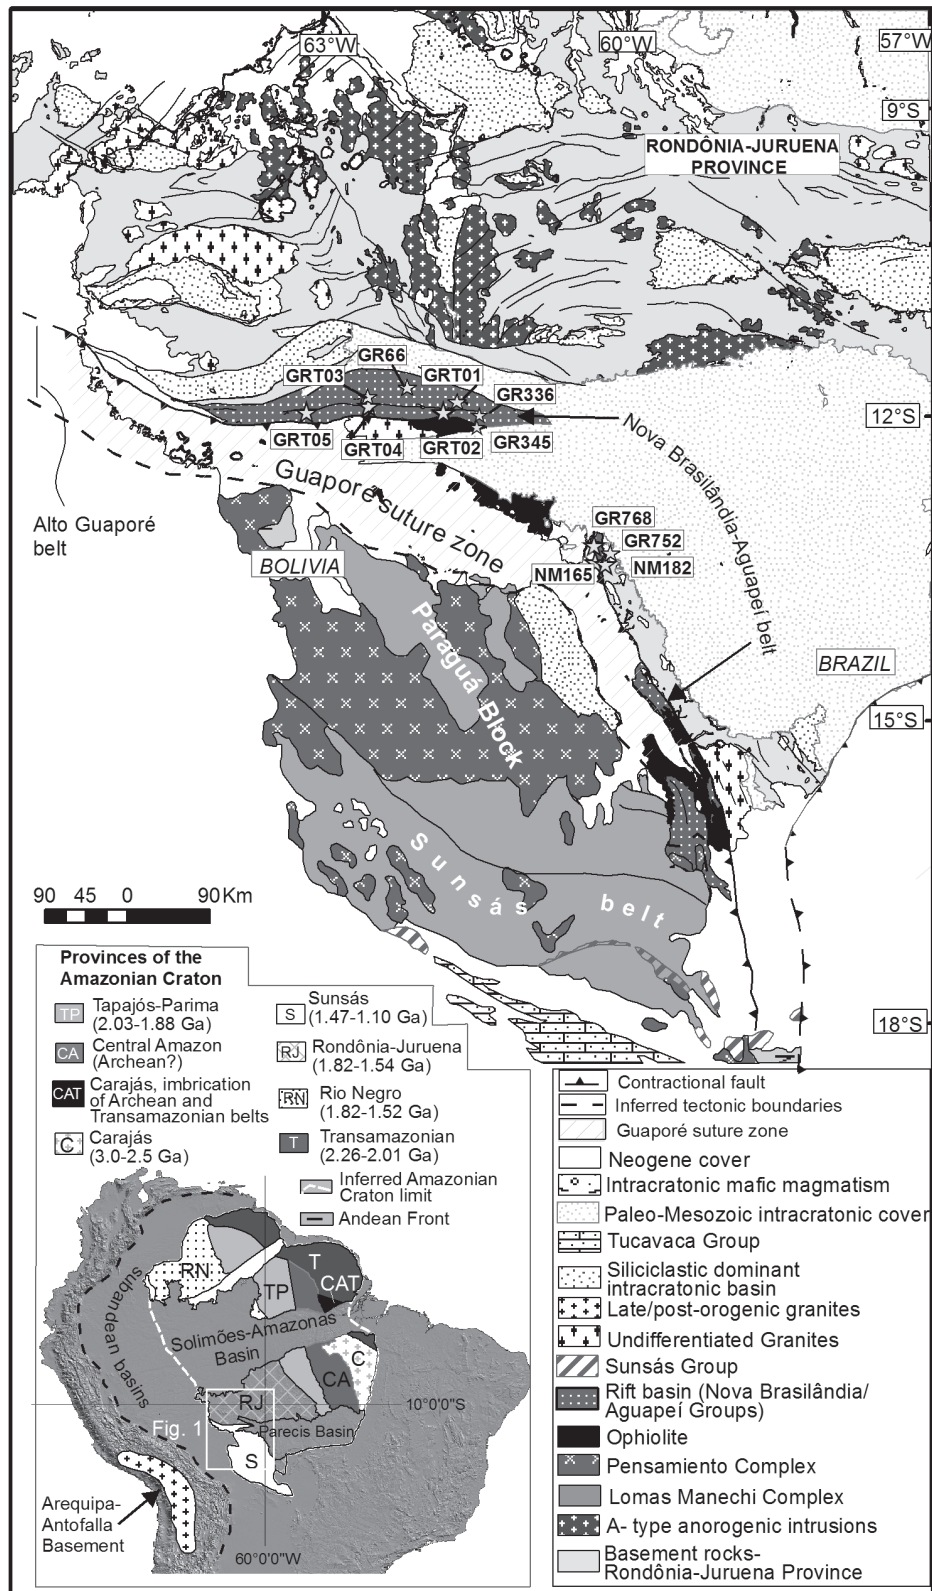 63°W
60°W
57°W
9°S
RONDÔNIA-JURUENA
PROVINCE
GR66
GRT03
GRT01
GR336
12°S
GRT05
GRT04
GRT02
GR345
Nova Brasilândia-Aguapeí belt
Guaporé suture zone
Alto Guaporé
belt
BOLIVIA
GR768
GR752
NM165
NM182
Paraguá Block
BRAZIL
15°S
Sunsás belt
90 45 0 90 Km
18°S
Provinces of the
Amazonian Craton
TP Tapajós-Parima
(2.03-1.88 Ga)
CA Central Amazon
(Archean?)
CAT Carajás, imbrication
of Archean and
Transamazonian belts
C Carajás
(3.0-2.5 Ga)
S Sunsás
(1.47-1.10 Ga)
RJ Rondônia-Juruena
(1.82-1.54 Ga)
RN Rio Negro
(1.82-1.52 Ga)
T Transamazonian
(2.26-2.01 Ga)
Inferred Amazonian
Craton limit
Andean Front
RN
T
CAT
TP
subandean basins
Solimões-Amazonas
Basin
C
CA
RJ
10°0'0"S
Fig. 1
Parecis Basin
S
Arequipa-
Antofalla
Basement
60°0'0"W
Contractional fault
Inferred tectonic boundaries
Guaporé suture zone
Neogene cover
Intracratonic mafic magmatism
Paleo-Mesozoic intracratonic cover
Tucavaca Group
Siliciclastic dominant
intracratonic basin
Late/post-orogenic granites
Undifferentiated Granites
Sunsás Group
Rift basin (Nova Brasilândia/
Aguapeí Groups)
Ophiolite
Pensamiento Complex
Lomas Manechi Complex
A- type anorogenic intrusions
Basement rocks-
Rondônia-Juruena Province